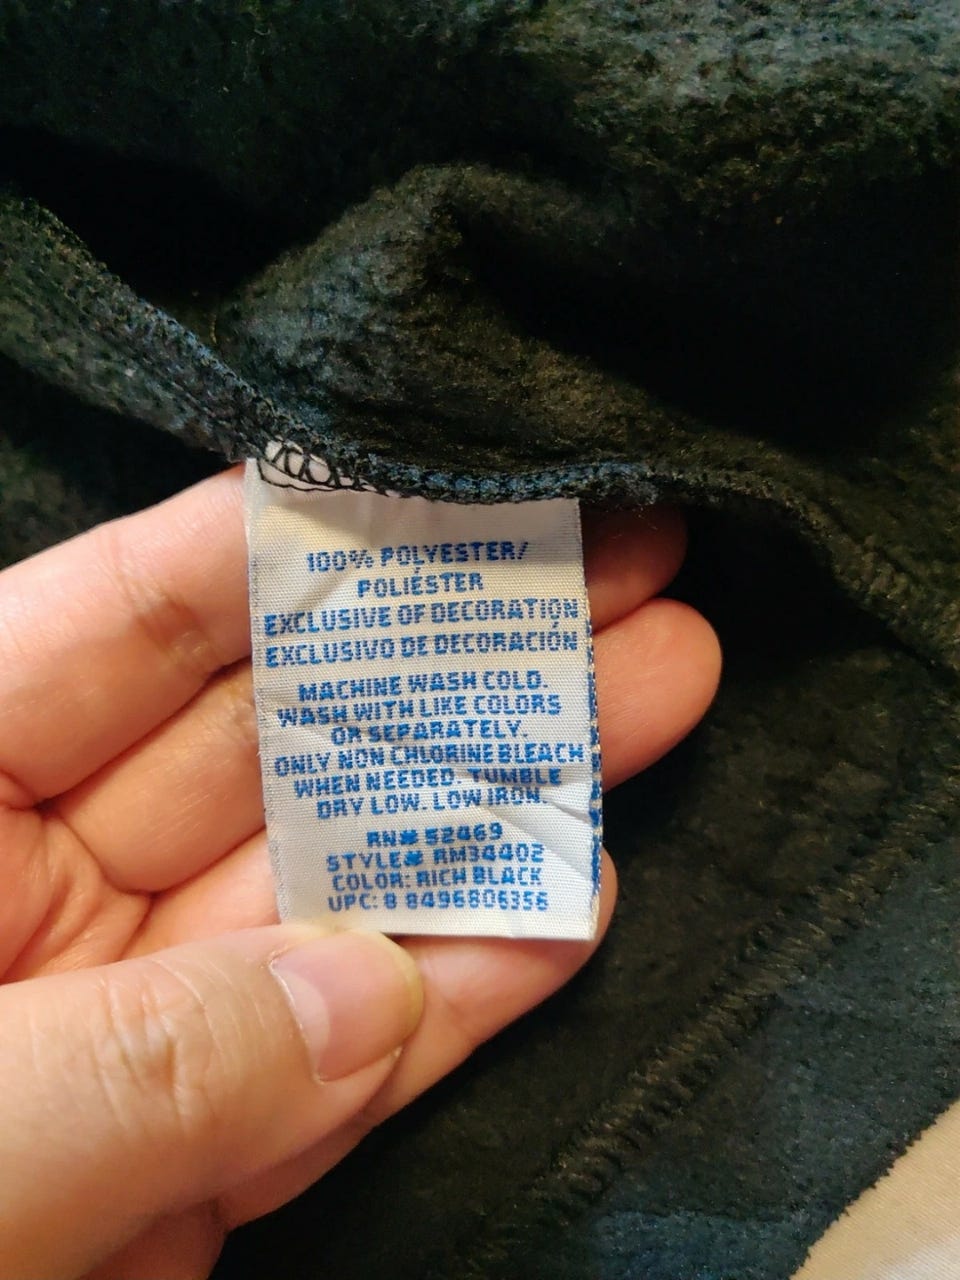 100% POLYESTER/
POLIÉSTER
EXCLUSIVE OF DECORATION
EXCLUSIVO DE DECORACIÓN
MACHINE WASH COLD.
WASH WITH LIKE COLORS
OR SEPARATELY.
ONLY NON CHLORINE BLEACH
WHEN NEEDED. TUMBLE
DRY LOW. LOW IRON.
RN# 52469
STYLE# RM34402
COLOR: RICH BLACK
UPC: 8 8496806356